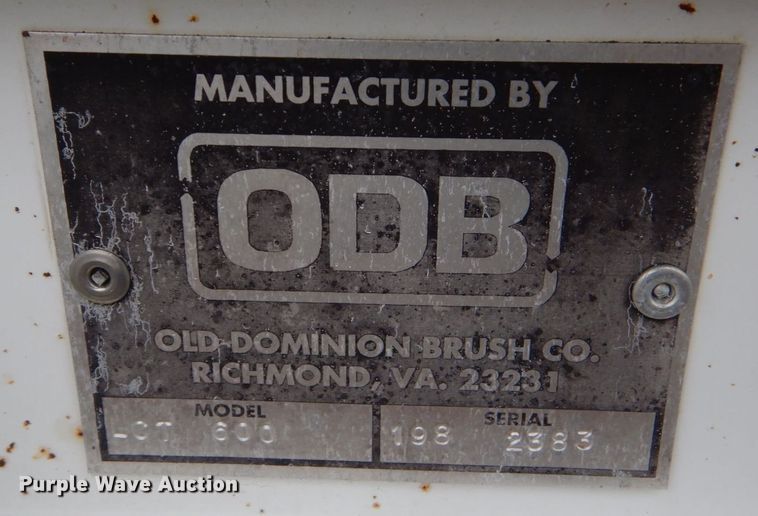 MANUFACTURED BY
ODB
OLD DOMINION BRUSH CO.
RICHMOND, VA. 23231
MODEL
600
SERIAL
198 2383
Purple Wave Auction